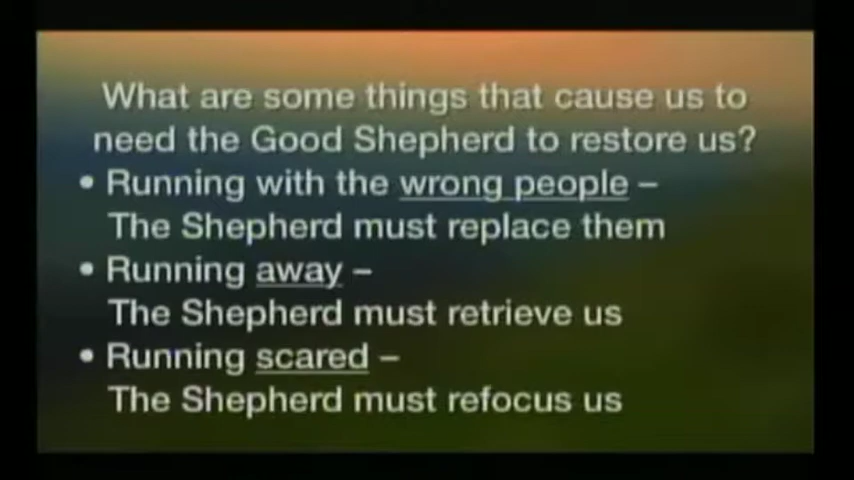 What are some things that cause us to
need the Good Shepherd to restore us?
• Running with the wrong people –
The Shepherd must replace them
• Running away –
The Shepherd must retrieve us
• Running scared –
The Shepherd must refocus us